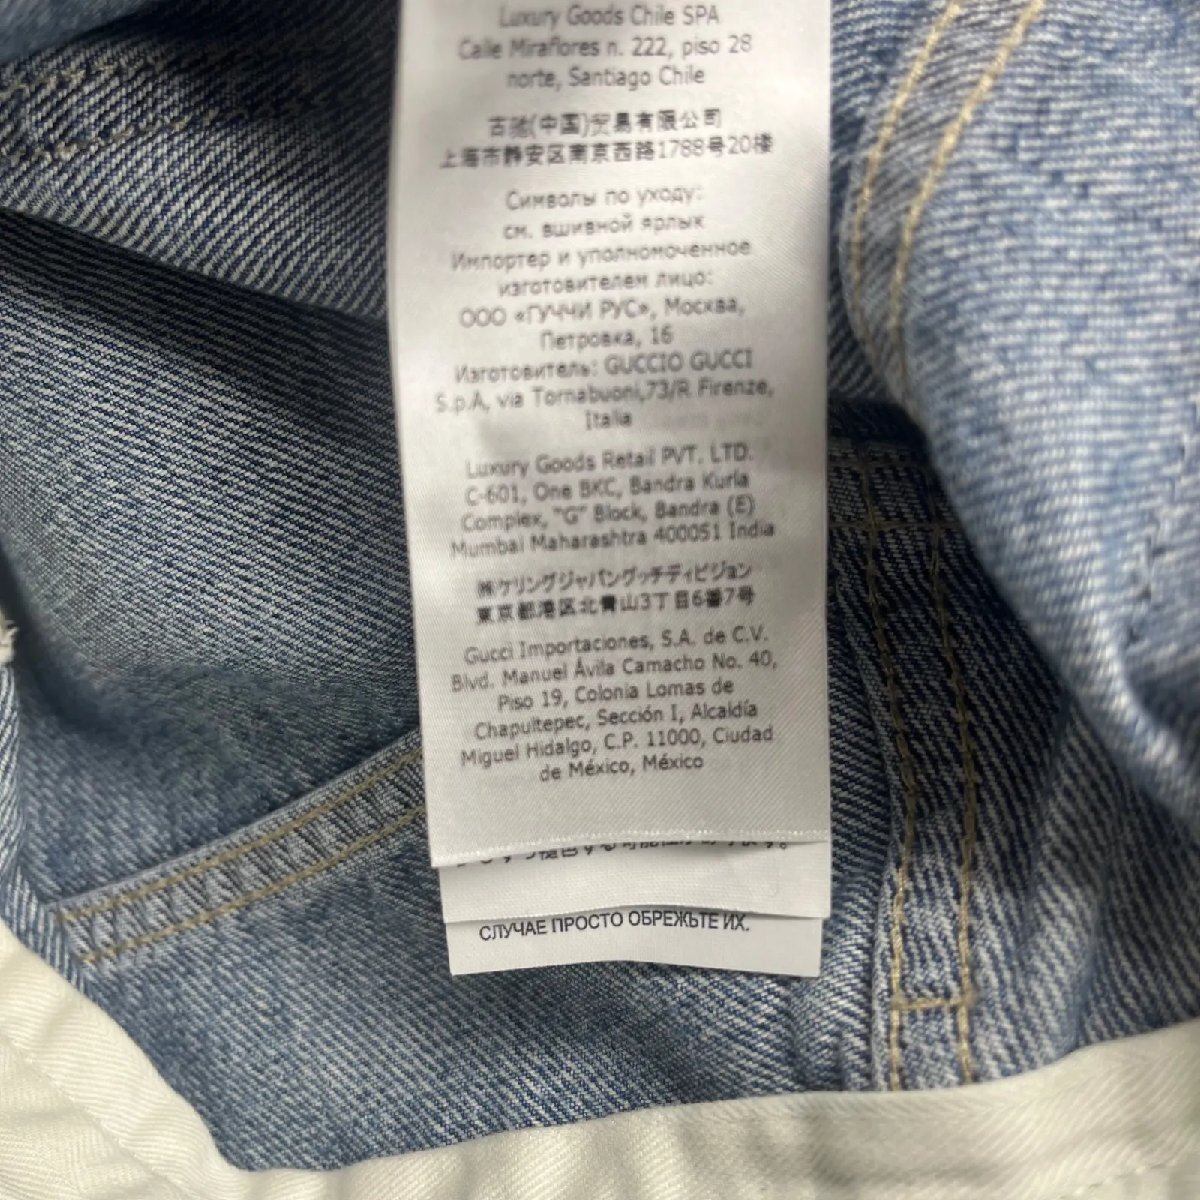 Luxury Goods Chile SPA
Calle Miraflores n. 222, piso 28
norte, Santiago Chile
古驰(中国)贸易有限公司
上海市静安区南京西路1788号20楼
Символы по уходу:
см. вшивной ярлык
Импортер и уполномоченное
изготовителем лицо:
ООО «ГУЧЧИ РУС», Москва,
Петровка, 16
Изготовитель: GUCCIO GUCCI
S.p.A, via Tornabuoni,73/R Firenze,
Italia
Luxury Goods Retail PVT. LTD.
C-601, One BKC, Bandra Kurla
Complex, "G" Block, Bandra (E)
Mumbai Maharashtra 400051 India
㈱ケリングジャパングッチディビジョン
東京都港区北青山3丁目6番7号
Gucci Importaciones, S.A. de C.V.
Blvd. Manuel Ávila Camacho No. 40,
Piso 19, Colonia Lomas de
Chapultepec, Sección I, Alcaldía
Miguel Hidalgo, C.P. 11000, Ciudad
de México, México
СЛУЧАЕ ПРОСТО ОБРЕЖЬТЕ ИХ.